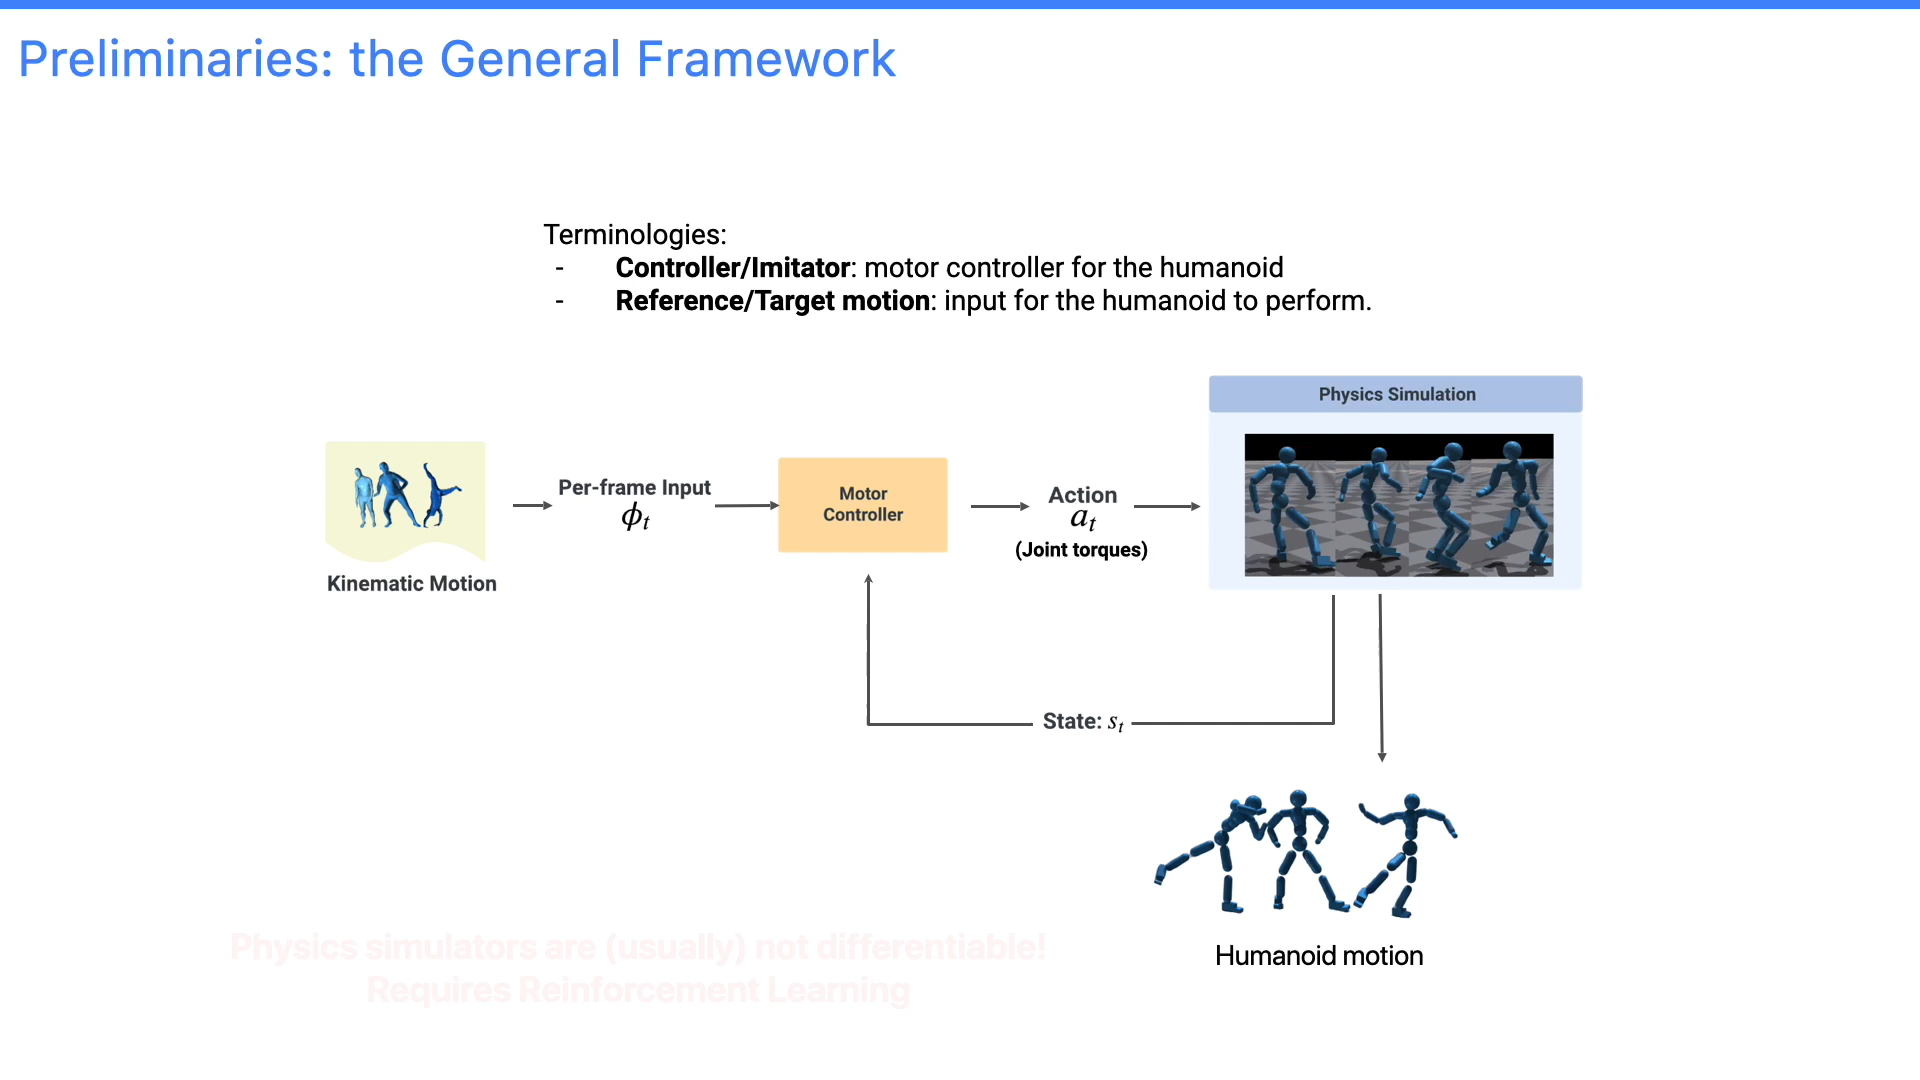 Preliminaries: the General Framework
Terminologies:
- Controller/Imitator: motor controller for the humanoid
- Reference/Target motion: input for the humanoid to perform.
Physics Simulation
Per-frame Input
ϕt
Motor
Controller
Action
at
(Joint torques)
Kinematic Motion
State: st
Physics simulators are (usually) not differentiable!
Requires Reinforcement Learning
Humanoid motion